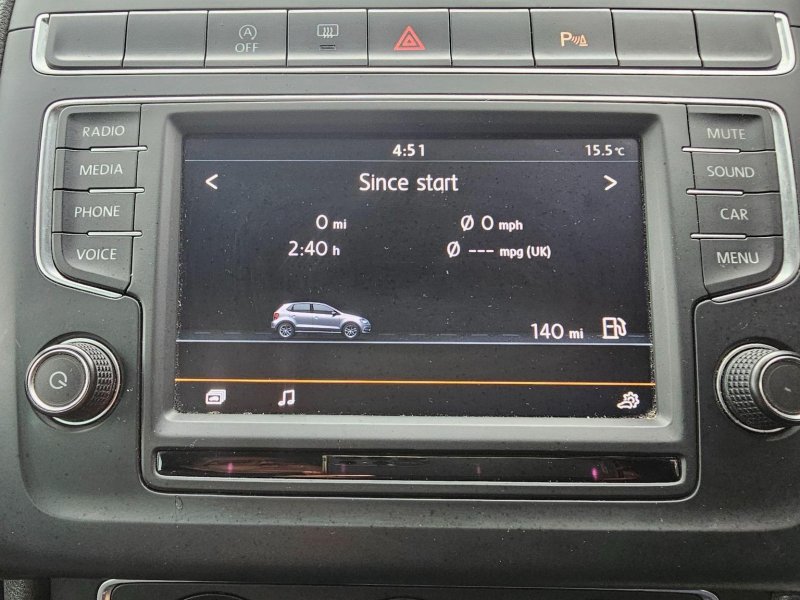 OFF
P
RADIO
MEDIA
PHONE
VOICE
4:51
15.5°C
< Since start >
0 mi
Ø 0 mph
2:40 h
Ø --- mpg (UK)
140 mi
MUTE
SOUND
CAR
MENU